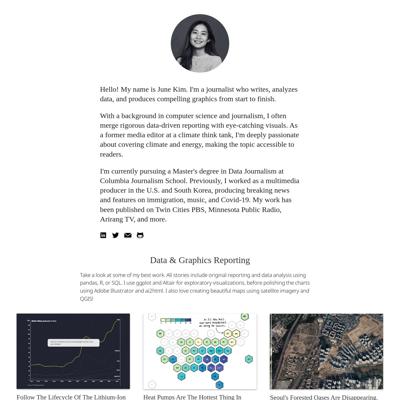 Hello! My name is June Kim. I'm a journalist who writes, analyzes
data, and produces compelling graphics from start to finish.
With a background in computer science and journalism, I often
merge rigorous data-driven reporting with eye-catching visuals. As
a former media editor at a climate think tank, I'm deeply passionate
about covering climate and energy, making the topic accessible to
readers.
I'm currently pursuing a Master's degree in Data Journalism at
Columbia Journalism School. Previously, I worked as a multimedia
producer in the U.S. and South Korea, producing breaking news
and features on immigration, music, and Covid-19. My work has
been published on Twin Cities PBS, Minnesota Public Radio,
Arirang TV, and more.
Data & Graphics Reporting
Take a look at some of my best work. All stories include original reporting and data analysis using
pandas, R, or SQL. I use ggplot and Altair for exploratory visualizations, before polishing the charts
using Adobe Illustrator and ai2html. I also love creating beautiful maps using satellite imagery and
QGIS!
Follow The Lifecycle Of The Lithium-Ion
Heat Pumps Are The Hottest Thing In
Seoul's Forested Oases Are Disappearing.